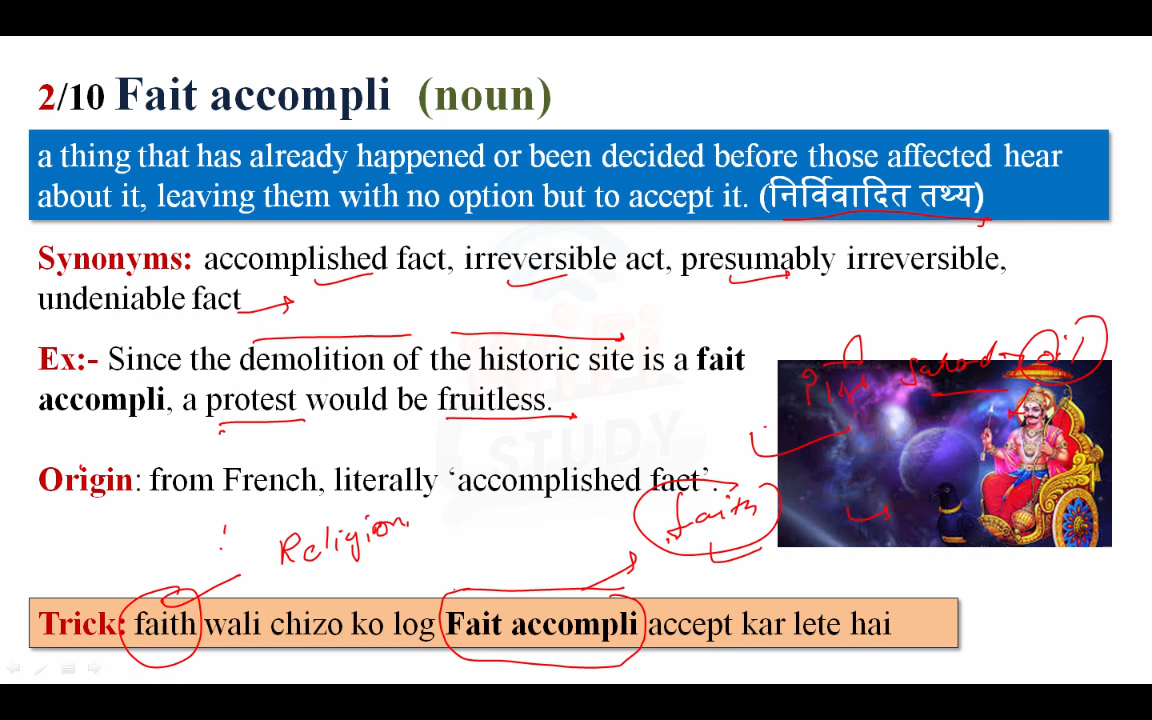 2/10 Fait accompli (noun)
a thing that has already happened or been decided before those affected hear
about it, leaving them with no option but to accept it. (निर्विवादित तथ्य)
Synonyms: accomplished fact, irreversible act, presumably irreversible,
undeniable fact
Ex:- Since the demolition of the historic site is a fait
accompli, a protest would be fruitless.
STUDY
Origin: from French, literally ‘accomplished fact’.
faith
Religion
Trick: faith wali chizo ko log Fait accompli accept kar lete hai